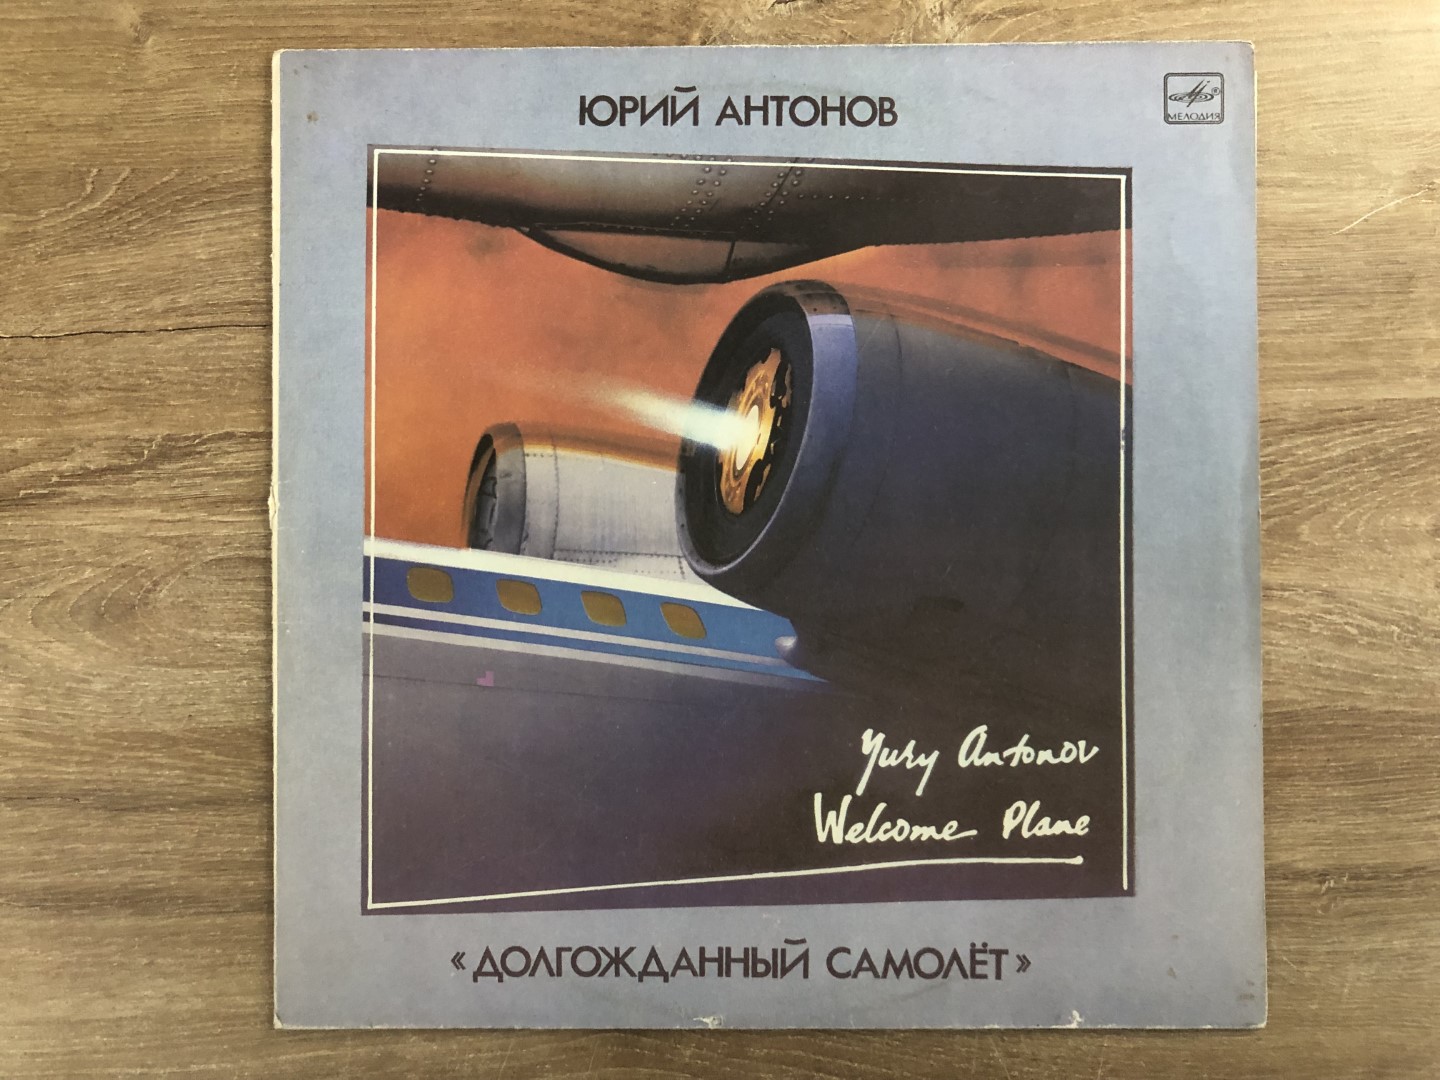 ЮРИЙ АНТОНОВ
МЕЛОДИЯ
Yury Antonov
Welcome Plane
«ДОЛГОЖДАННЫЙ САМОЛЁТ»